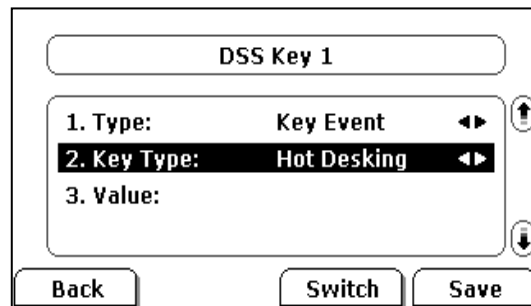 DSS Key 1
1. Type: Key Event
2. Key Type: Hot Desking
3. Value:
Back Switch Save